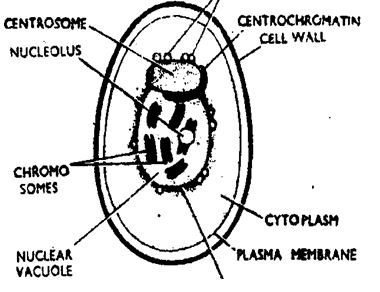 CENTROSOME
NUCLEOLUS
CENTROCHROMATIN
CELL WALL
CHROMO
SOMES
NUCLEAR
VACUOLE
CYTOPLASM
PLASMA MEMBRANE